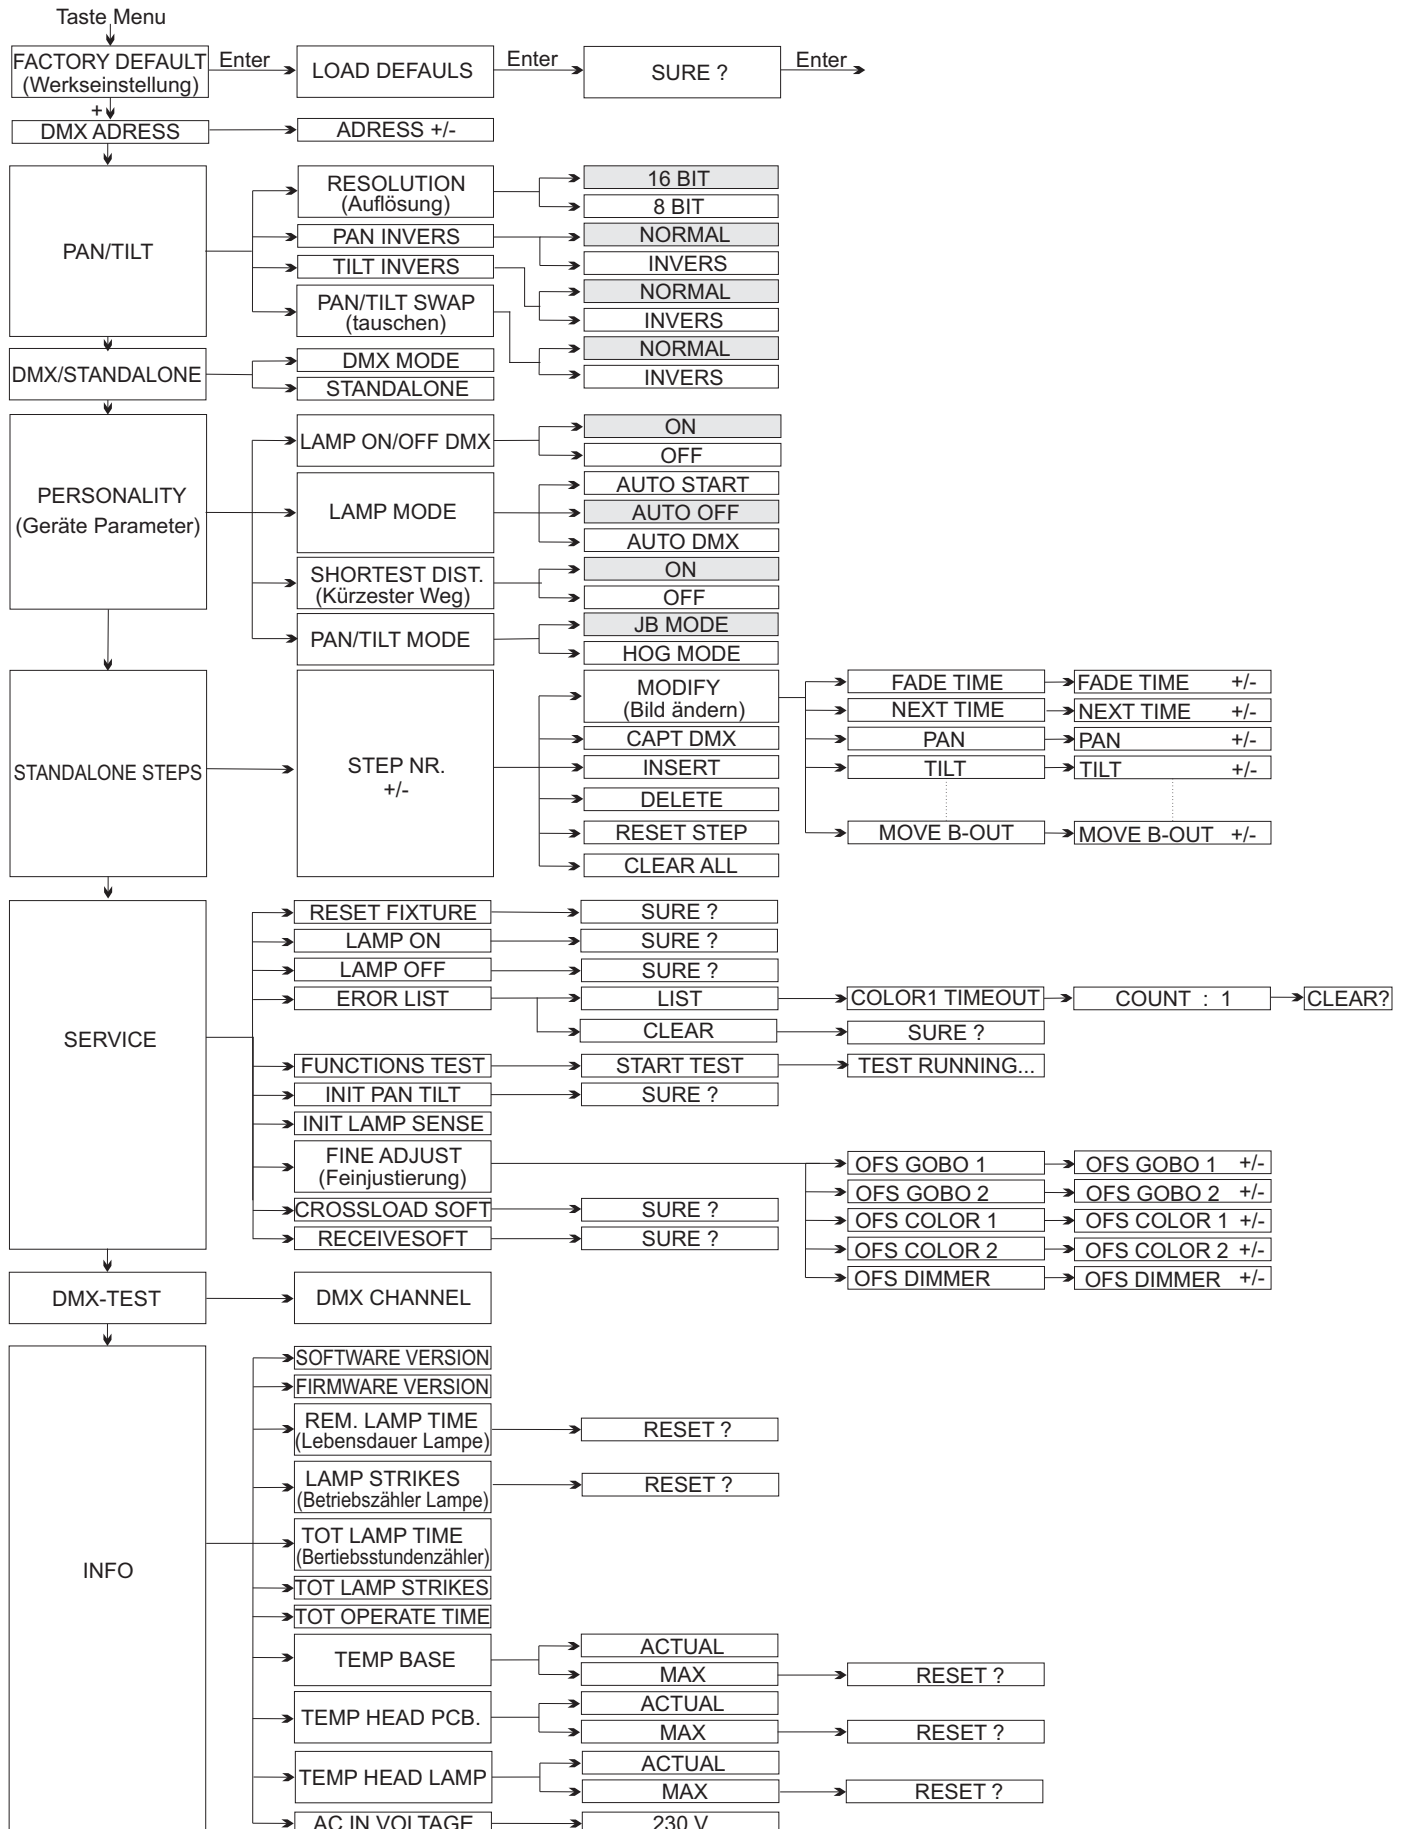 Taste Menu
FACTORY DEFAULT
(Werkseinstellung)
Enter
LOAD DEFAULS
Enter
SURE ?
Enter
+
DMX ADRESS
ADRESS +/-
PAN/TILT
RESOLUTION
(Auflösung)
16 BIT
8 BIT
PAN INVERS
NORMAL
INVERS
TILT INVERS
NORMAL
INVERS
PAN/TILT SWAP
(tauschen)
NORMAL
INVERS
DMX/STANDALONE
DMX MODE
STANDALONE
PERSONALITY
(Geräte Parameter)
LAMP ON/OFF DMX
ON
OFF
LAMP MODE
AUTO START
AUTO OFF
AUTO DMX
SHORTEST DIST.
(Kürzester Weg)
ON
OFF
PAN/TILT MODE
JB MODE
HOG MODE
STANDALONE STEPS
STEP NR.
+/-
MODIFY
(Bild ändern)
FADE TIME
FADE TIME +/-
NEXT TIME
NEXT TIME +/-
PAN
PAN +/-
TILT
TILT +/-
MOVE B-OUT
MOVE B-OUT +/-
CAPT DMX
INSERT
DELETE
RESET STEP
CLEAR ALL
SERVICE
RESET FIXTURE
SURE ?
LAMP ON
SURE ?
LAMP OFF
SURE ?
EROR LIST
LIST
COLOR1 TIMEOUT
COUNT : 1
CLEAR?
CLEAR
SURE ?
FUNCTIONS TEST
START TEST
TEST RUNNING...
INIT PAN TILT
SURE ?
INIT LAMP SENSE
FINE ADJUST
(Feinjustierung)
OFS GOBO 1
OFS GOBO 1 +/-
OFS GOBO 2
OFS GOBO 2 +/-
OFS COLOR 1
OFS COLOR 1 +/-
OFS COLOR 2
OFS COLOR 2 +/-
OFS DIMMER
OFS DIMMER +/-
CROSSLOAD SOFT
SURE ?
RECEIVESOFT
SURE ?
DMX-TEST
DMX CHANNEL
INFO
SOFTWARE VERSION
FIRMWARE VERSION
REM. LAMP TIME
(Lebensdauer Lampe)
RESET ?
LAMP STRIKES
(Betriebszähler Lampe)
RESET ?
TOT LAMP TIME
(Bertiebsstundenzähler)
TOT LAMP STRIKES
TOT OPERATE TIME
TEMP BASE
ACTUAL
MAX
RESET ?
TEMP HEAD PCB.
ACTUAL
MAX
RESET ?
TEMP HEAD LAMP
ACTUAL
MAX
RESET ?
AC IN VOLTAGE
230 V